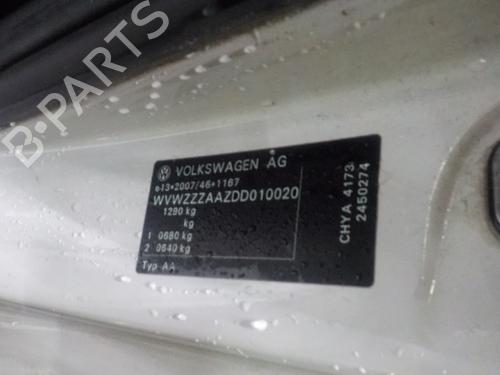 B-PARTS
VOLKSWAGEN AG
e13*2007/46*1167
WVWZZZAAZDD010020
1290 kg
kg
1 0680 kg
2 0640 kg
Typ AA
CHYA 4173
2450274